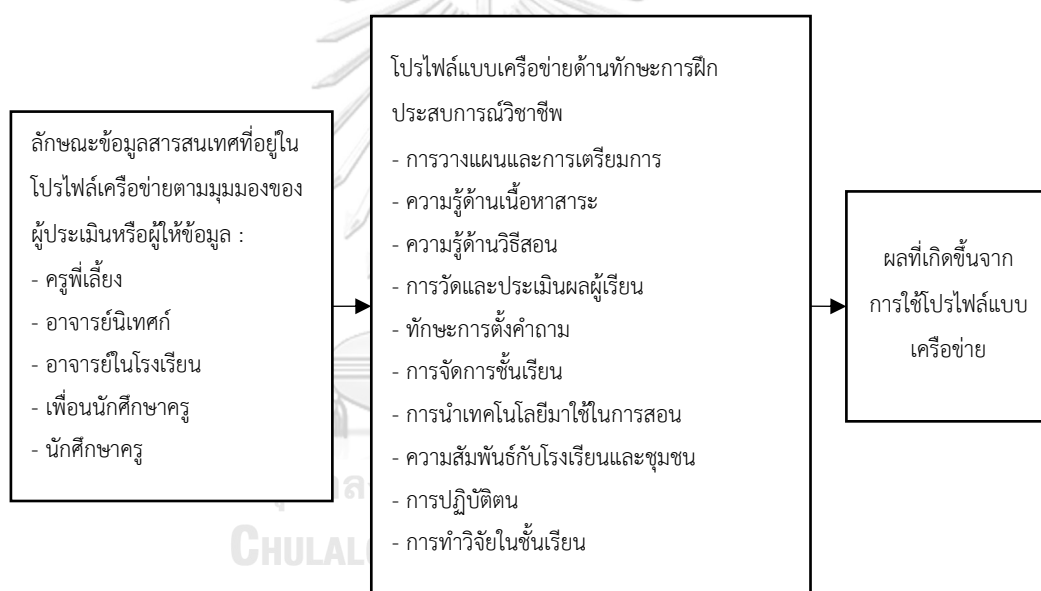 ลักษณะข้อมูลสารสนเทศที่อยู่ใน
โปรไฟล์เครือข่ายตามมุมมองของ
ผู้ประเมินหรือผู้ให้ข้อมูล :
- ครูพี่เลี้ยง
- อาจารย์นิเทศก์
- อาจารย์ในโรงเรียน
- เพื่อนนักศึกษาครู
- นักศึกษาครู
โปรไฟล์แบบเครือข่ายด้านทักษะการฝึก
ประสบการณ์วิชาชีพ
- การวางแผนและการเตรียมการ
- ความรู้ด้านเนื้อหาสาระ
- ความรู้ด้านวิธีสอน
- การวัดและประเมินผลผู้เรียน
- ทักษะการตั้งคำถาม
- การจัดการชั้นเรียน
- การนำเทคโนโลยีมาใช้ในการสอน
- ความสัมพันธ์กับโรงเรียนและชุมชน
- การปฏิบัติตน
- การทำวิจัยในชั้นเรียน
ผลที่เกิดขึ้นจาก
การใช้โปรไฟล์แบบ
เครือข่าย